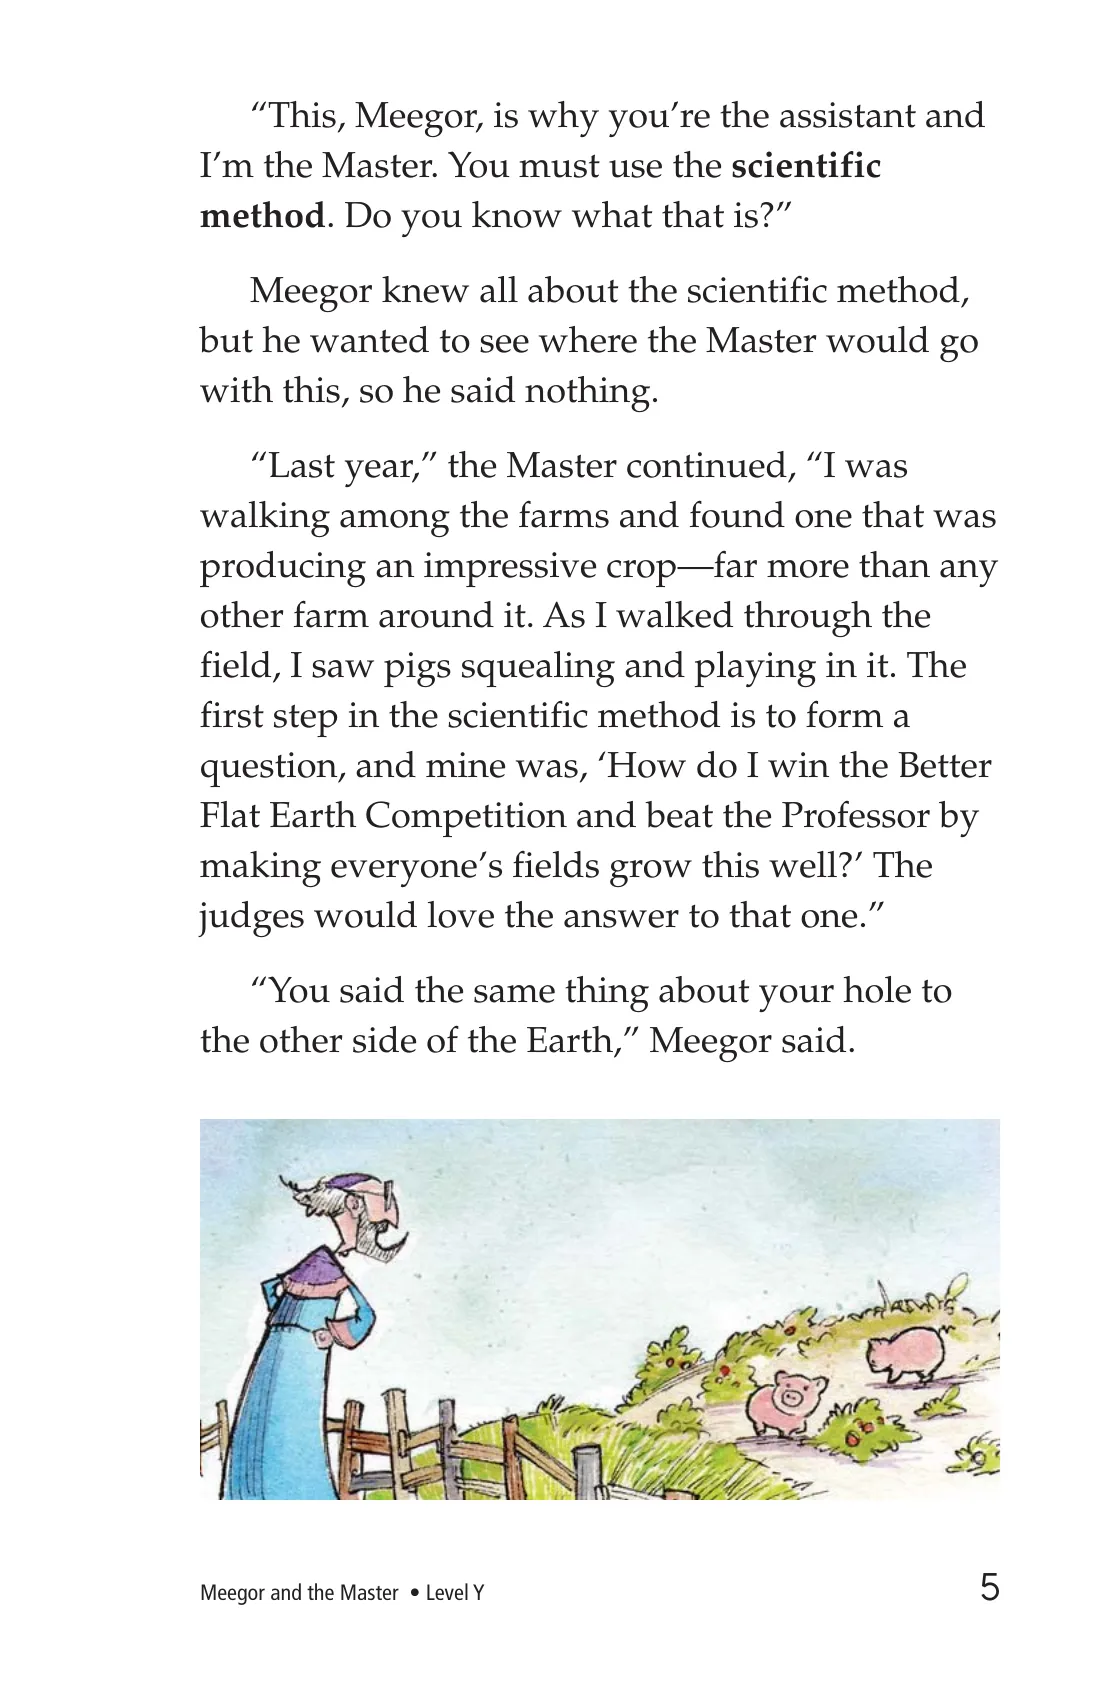 “This, Meegor, is why you’re the assistant and
I’m the Master. You must use the scientific
method. Do you know what that is?”
Meegor knew all about the scientific method,
but he wanted to see where the Master would go
with this, so he said nothing.
“Last year,” the Master continued, “I was
walking among the farms and found one that was
producing an impressive crop—far more than any
other farm around it. As I walked through the
field, I saw pigs squealing and playing in it. The
first step in the scientific method is to form a
question, and mine was, ‘How do I win the Better
Flat Earth Competition and beat the Professor by
making everyone’s fields grow this well?’ The
judges would love the answer to that one.”
“You said the same thing about your hole to
the other side of the Earth,” Meegor said.
Meegor and the Master • Level Y
5